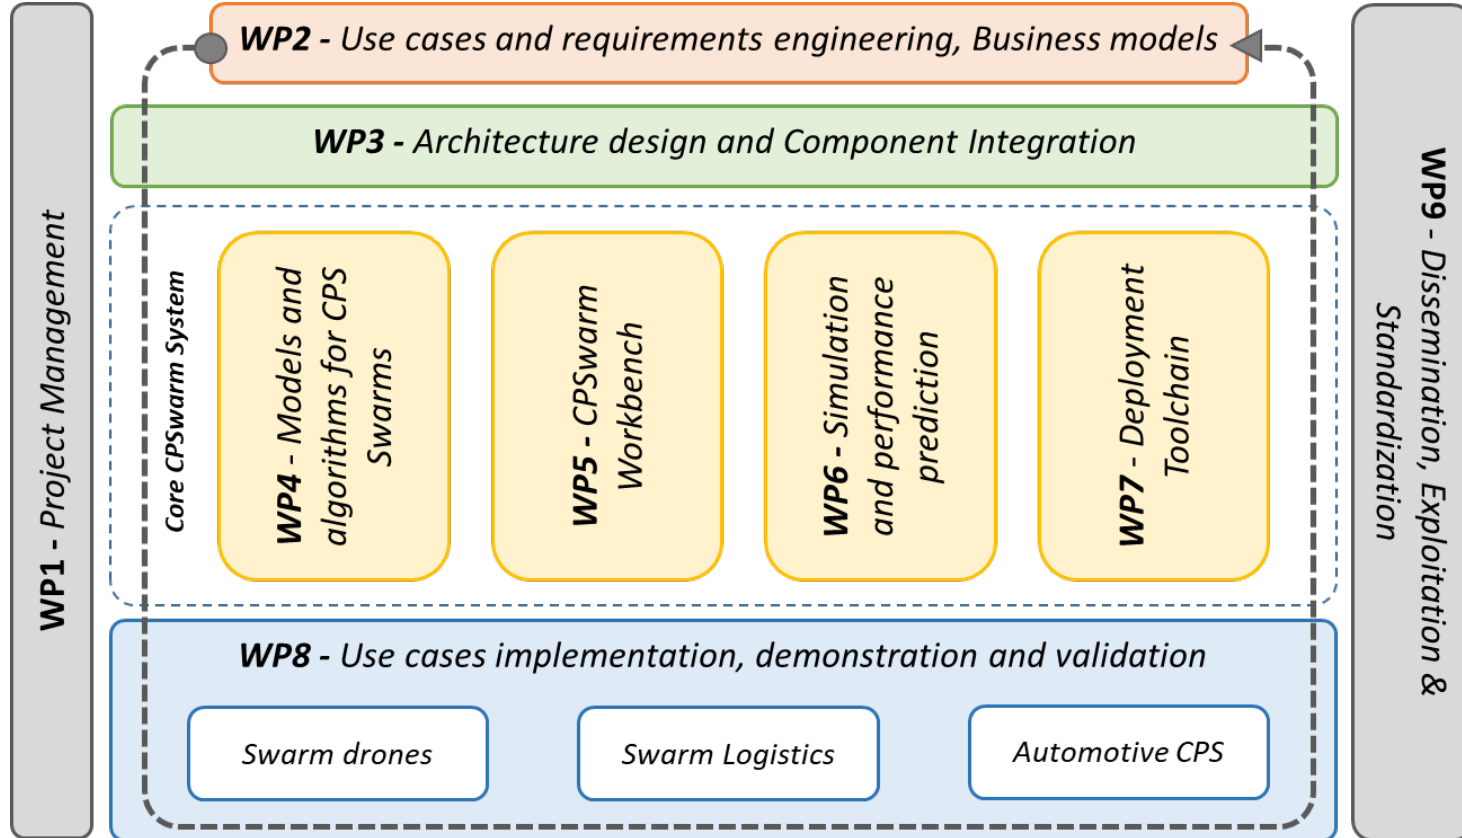 WP1 - Project Management
WP2 - Use cases and requirements engineering, Business models
WP3 - Architecture design and Component Integration
Core CPSwarm System
WP4 - Models and
algorithms for CPS
Swarms
WP5 - CPSwarm
Workbench
WP6 - Simulation
and performance
prediction
WP7 - Deployment
Toolchain
WP8 - Use cases implementation, demonstration and validation
Swarm drones
Swarm Logistics
Automotive CPS
WP9 - Dissemination, Exploitation &
Standardization